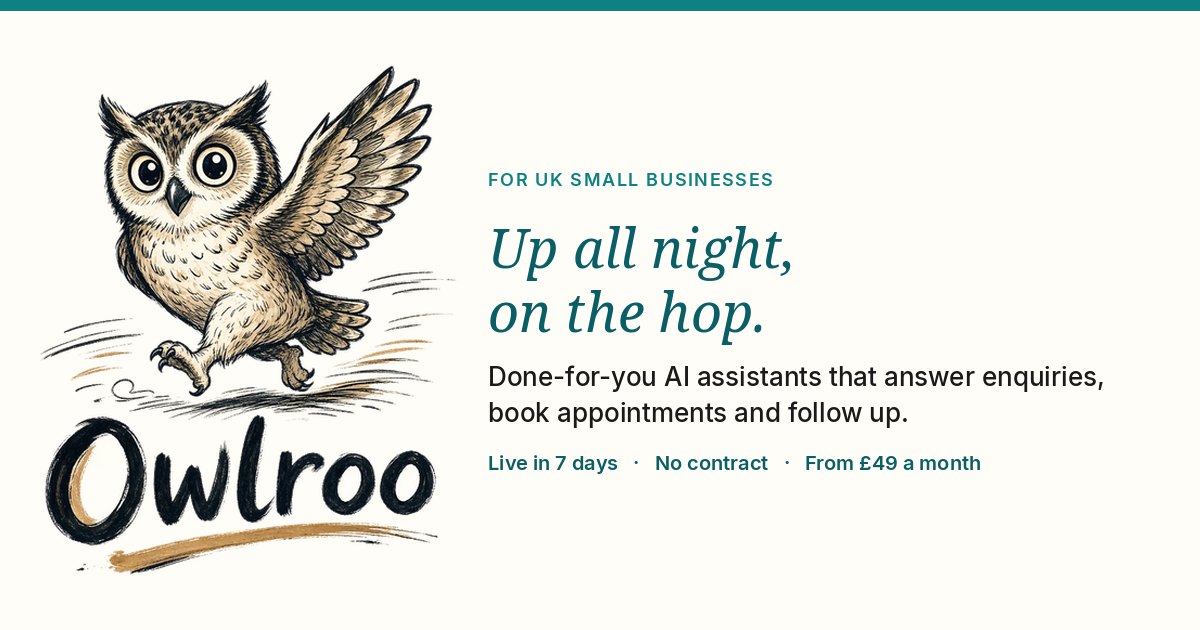 FOR UK SMALL BUSINESSES
Up all night,
on the hop.
Done-for-you AI assistants that answer enquiries,
book appointments and follow up.
Live in 7 days · No contract · From £49 a month
Owlroo